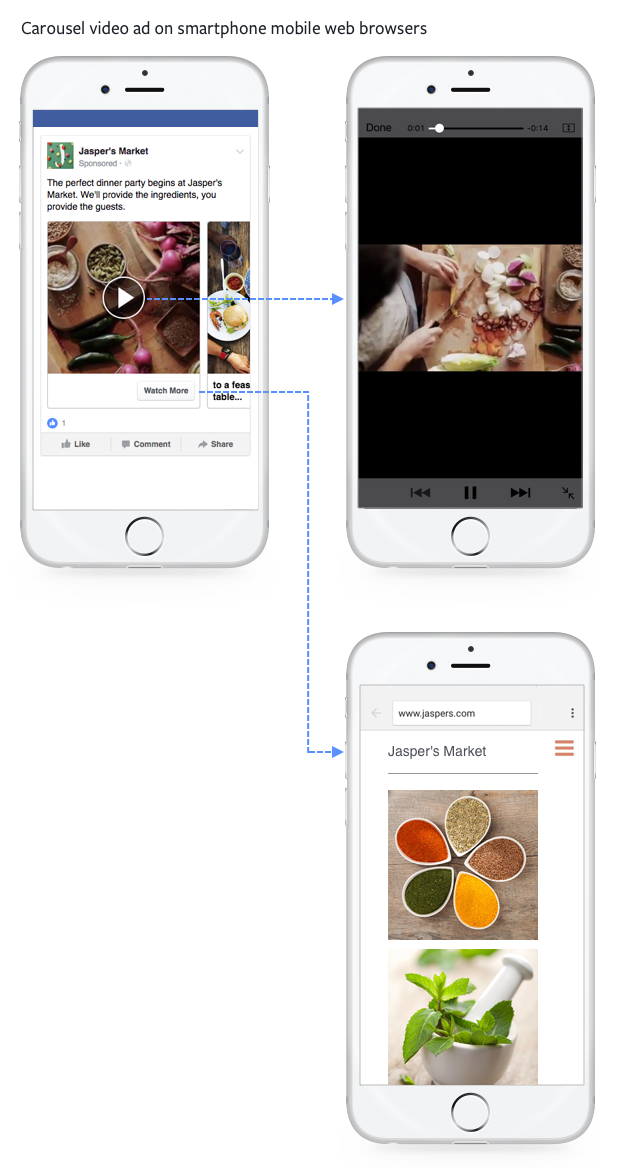 Carousel video ad on smartphone mobile web browsers
Jasper's Market
Sponsored ·
The perfect dinner party begins at Jasper's
Market. We'll provide the ingredients, you
provide the guests.
Watch More
to a feas
table...
1
Like
Comment
Share
Done
0:01
-0:14
www.jaspers.com
Jasper's Market